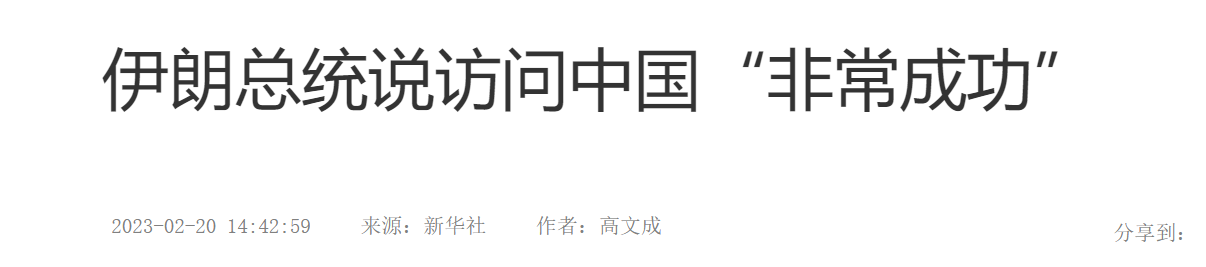 伊朗总统说访问中国“非常成功”
2023-02-20 14:42:59 来源：新华社 作者：高文成 分享到：